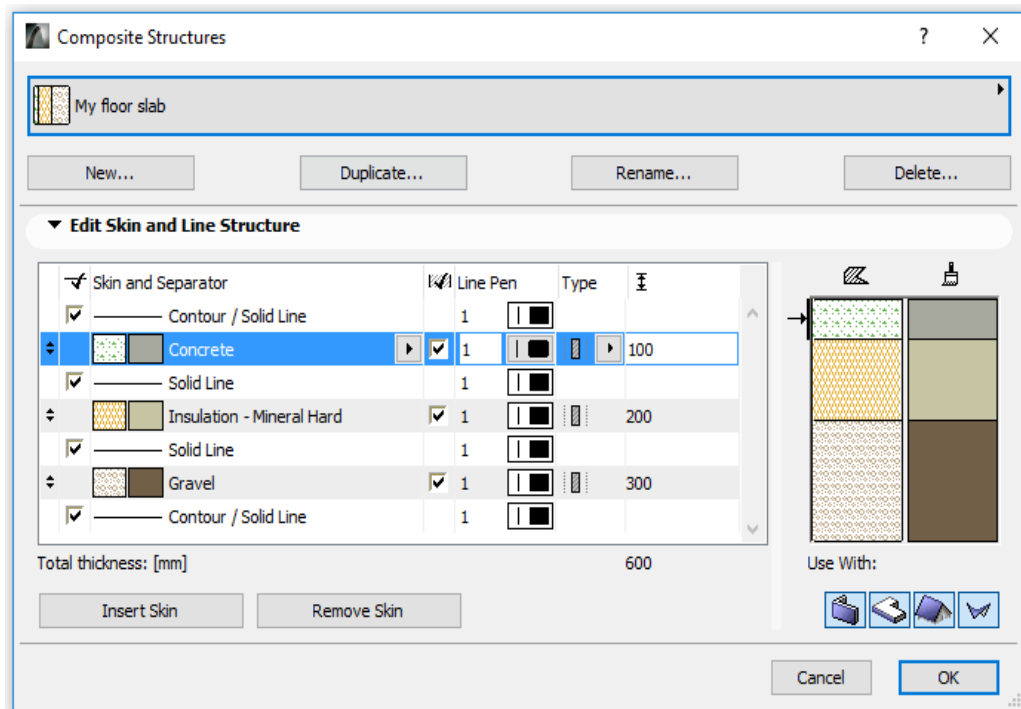 Composite Structures
?
My floor slab
New... Duplicate... Rename... Delete...
Edit Skin and Line Structure
Skin and Separator Line Pen Type
Contour / Solid Line 1
Concrete 1 100
Solid Line 1
Insulation - Mineral Hard 1 200
Solid Line 1
Gravel 1 300
Contour / Solid Line 1
Total thickness: [mm] 600
Use With:
Insert Skin Remove Skin
Cancel OK